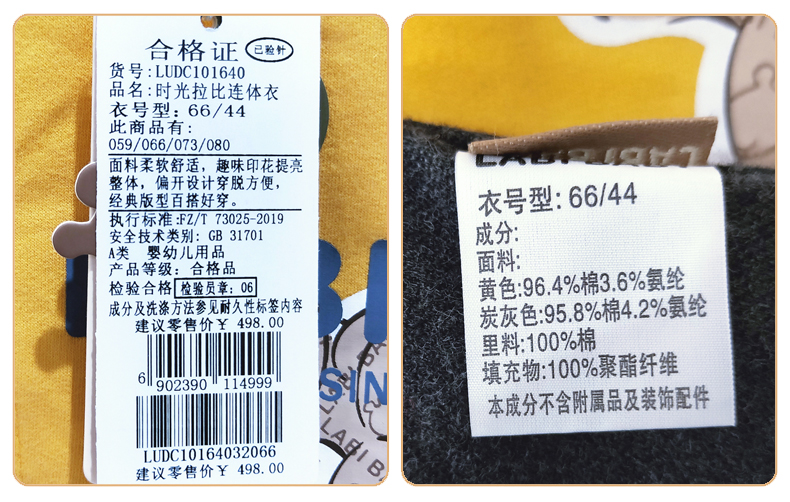 合格证 已验针
货号:LUDC101640
品名:时光拉比连体衣
衣号型:66/44
此商品有:
059/066/073/080
面料柔软舒适,趣味印花提亮
整体,偏开设计穿脱方便,
经典版型百搭好穿。
执行标准:FZ/T 73025-2019
安全技术类别: GB 31701
A类 婴幼儿用品
产品等级:合格品
检验合格 检验员章:06
成分及洗涤方法参见耐久性标签内容
建议零售价¥ 498.00
6 902390 114999
LUDC10164032066
建议零售价¥ 498.00
SIN
LABI BA
LABI B
衣号型:66/44
成分:
面料:
黄色:96.4%棉3.6%氨纶
炭灰色:95.8%棉4.2%氨纶
里料:100%棉
填充物:100%聚酯纤维
本成分不含附属品及装饰配件